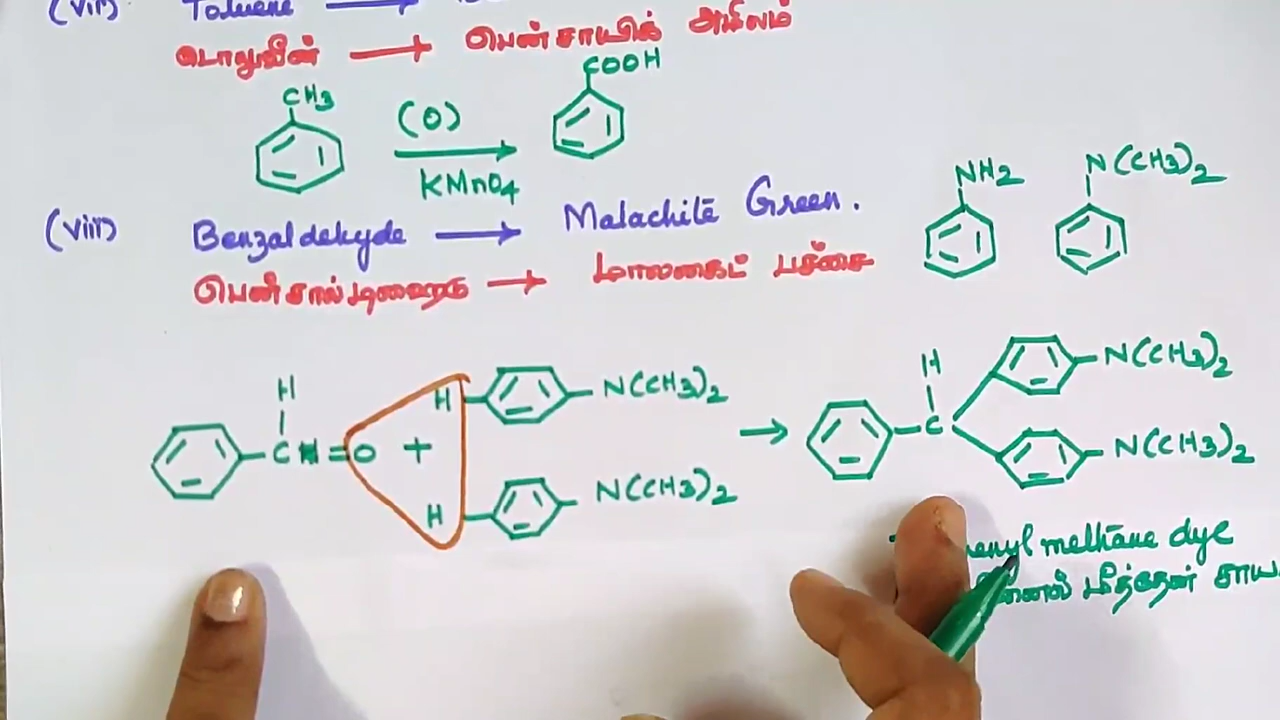 (vii) Toluene ⟶
டொலுவீன் ⟶ பென்சாயிக் அமிலம்
CH3 (O) KMnO4 ⟶ COOH
NH2 N(CH3)2
(viii) Benzaldehyde ⟶ Malachite Green.
பென்சால்டிஹைடு ⟶ மாலகைட் பச்சை
H H N(CH3)2 H N(CH3)2
C =O + → C
H N(CH3)2 N(CH3)2
methane dye
மீத்தேன் சாய